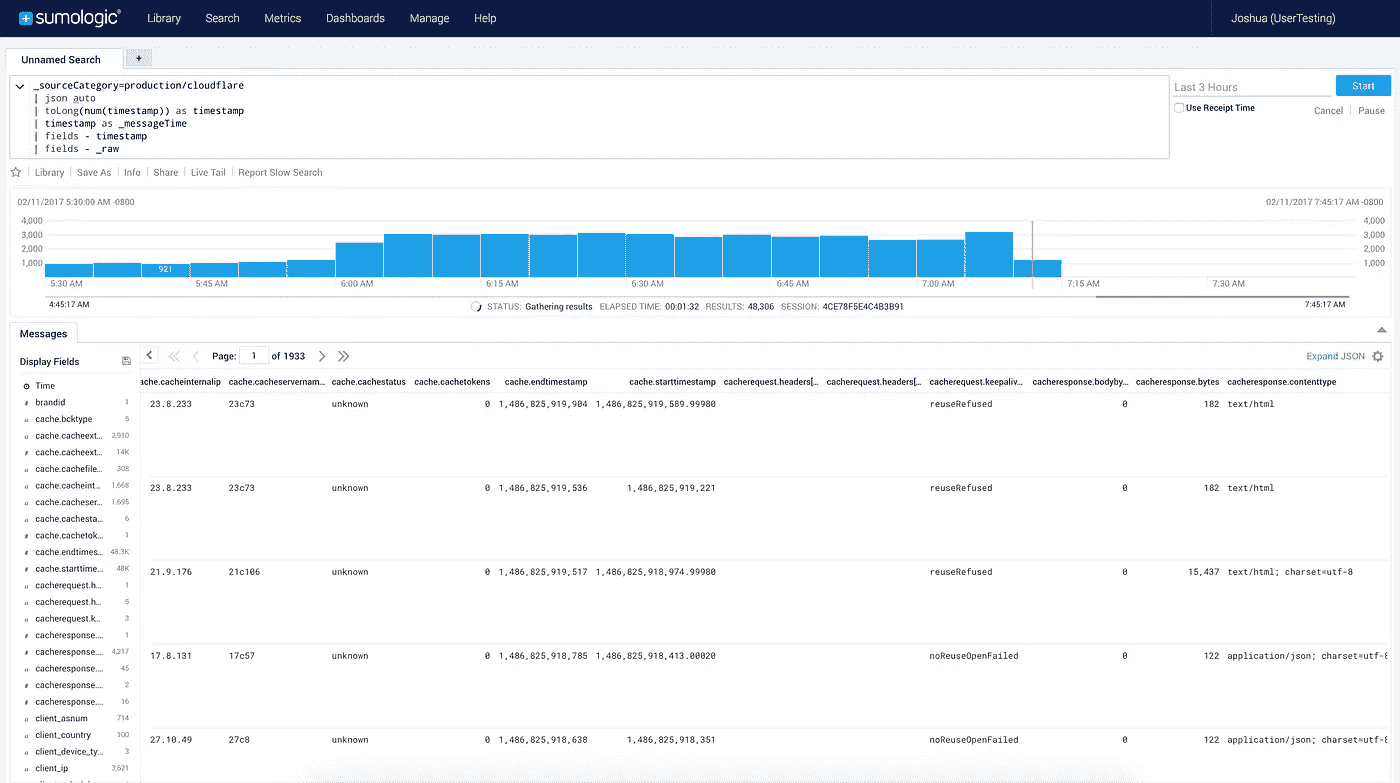 sumologic Library Search Metrics Dashboards Manage Help Joshua (UserTesting)
Unnamed Search +
_sourceCategory=production/cloudflare
| json auto
| toLong(num(timestamp)) as timestamp
| timestamp as _messageTime
| fields - timestamp
| fields - _raw
Last 3 Hours Start
Use Receipt Time Cancel Pause
Library Save As Info Share Live Tail Report Slow Search
02/11/2017 5:30:00 AM -0800 02/11/2017 7:45:17 AM -0800
4,000 4,000
3,000 3,000
2,000 2,000
1,000 921 1,000
5:30 AM 5:45 AM 6:00 AM 6:15 AM 6:30 AM 6:45 AM 7:00 AM 7:15 AM 7:30 AM
4:45:17 AM 7:45:17 AM
STATUS: Gathering results ELAPSED TIME: 00:01:32 RESULTS: 48,306 SESSION: 4CE78F5E4C4B3B91
Messages
Display Fields
Page: 1 of 1933 Expand JSON
ache.cacheinternalip cache.cacheservernam... cache.cachestatus cache.cachetokens cache.endtimestamp cache.starttimestamp cacherequest.headers[... cacherequest.headers[... cacherequest.keepaliv... cacheresponse.bodyby... cacheresponse.bytes cacheresponse.contenttype
23.8.233 23c73 unknown 0 1,486,825,919,904 1,486,825,919,589.99980 reuseRefused 0 182 text/html
23.8.233 23c73 unknown 0 1,486,825,919,536 1,486,825,919,221 reuseRefused 0 182 text/html
21.9.176 21c106 unknown 0 1,486,825,919,517 1,486,825,918,974.99980 reuseRefused 0 15,437 text/html; charset=utf-8
17.8.131 17c57 unknown 0 1,486,825,918,785 1,486,825,918,413.00020 noReuseOpenFailed 0 122 application/json; charset=utf-8
27.10.49 27c8 unknown 0 1,486,825,918,638 1,486,825,918,351 noReuseOpenFailed 0 122 application/json; charset=utf-8
Time
# brandid 1
a cache.bcktype 5
a cache.cacheext... 2,910
# cache.cacheext... 14K
a cache.cachefile... 308
a cache.cacheint... 1,668
a cache.cacheser... 1,695
a cache.cachesta... 6
# cache.cachetok... 1
# cache.endtimes... 48.3K
# cache.starttime... 48K
a cacherequest.h... 1
a cacherequest.h... 5
a cacherequest.k... 3
# cacheresponse.... 1
# cacheresponse.... 4,217
a cacheresponse.... 45
a cacheresponse.... 2
# cacheresponse.... 16
a client_asnum 714
a client_country 100
a client_device_ty... 3
a client_ip 3,621